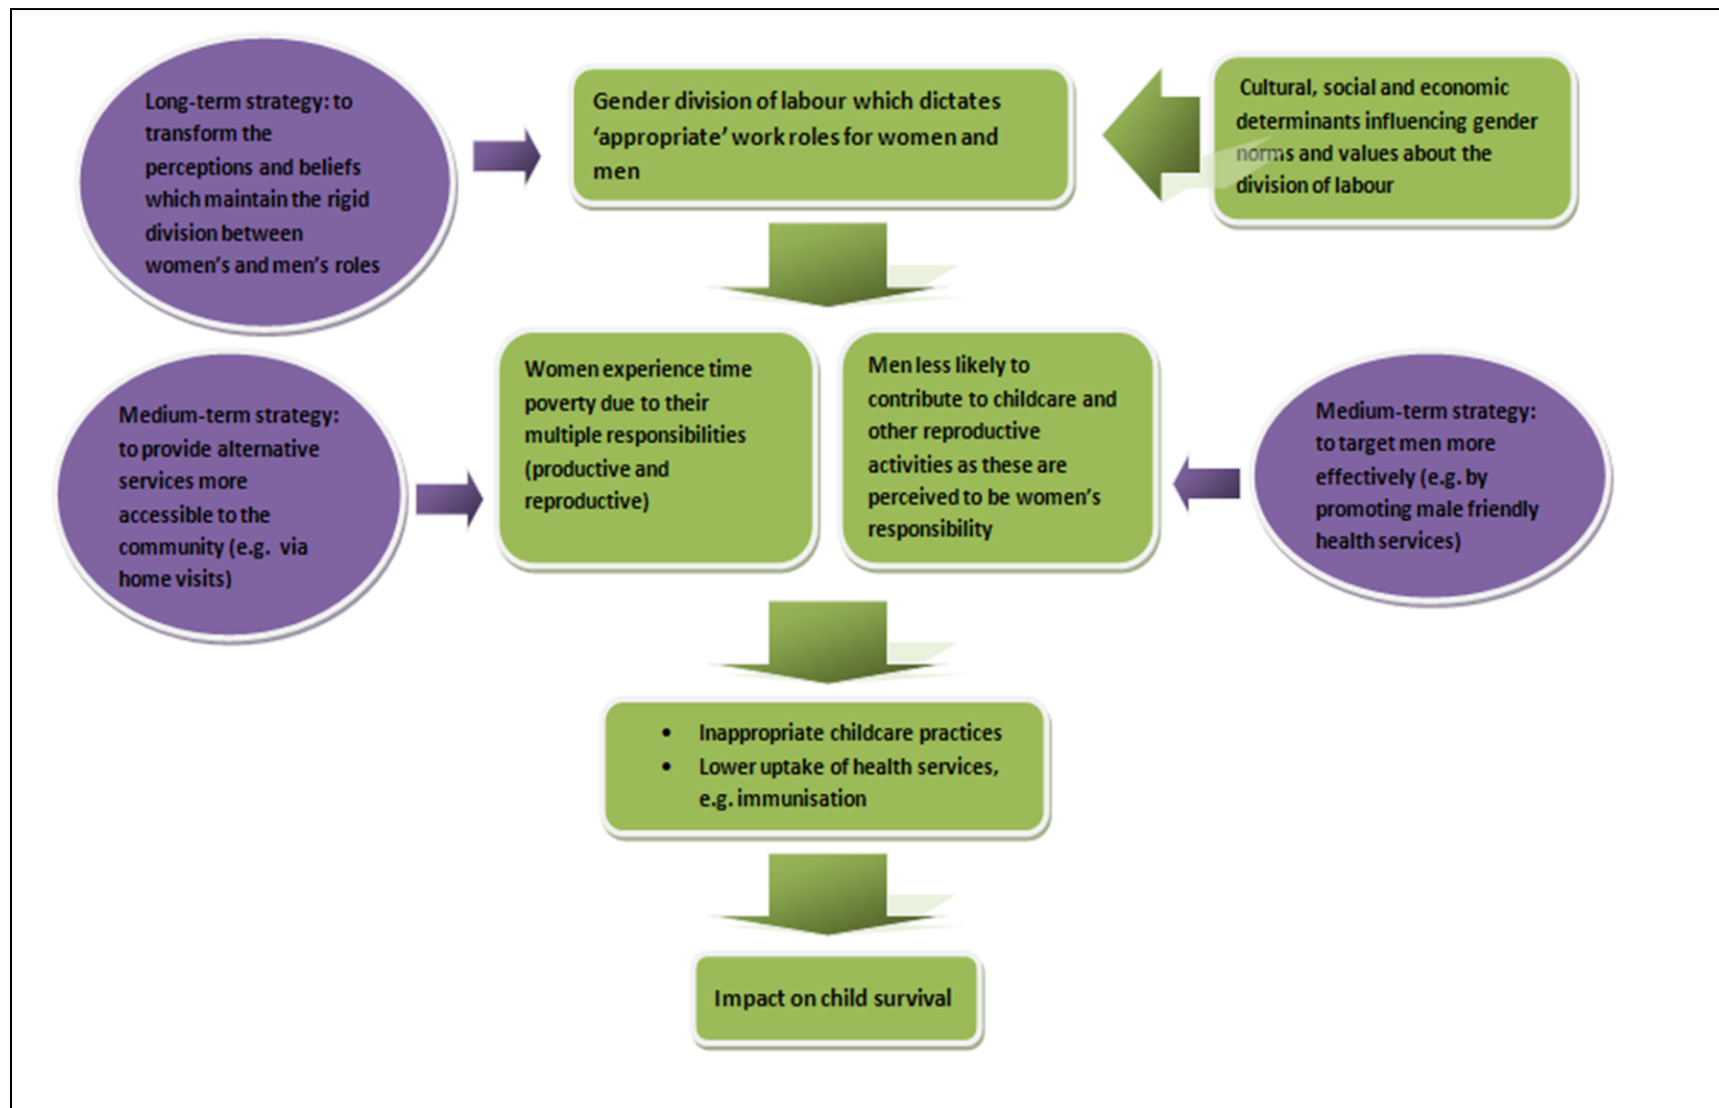 Long-term strategy: to
transform the
perceptions and beliefs
which maintain the rigid
division between
women’s and men’s roles
Gender division of labour which dictates
‘appropriate’ work roles for women and
men
Cultural, social and economic
determinants influencing gender
norms and values about the
division of labour
Medium-term strategy:
to provide alternative
services more
accessible to the
community (e.g. via
home visits)
Women experience time
poverty due to their
multiple responsibilities
(productive and
reproductive)
Men less likely to
contribute to childcare and
other reproductive
activities as these are
perceived to be women’s
responsibility
Medium-term strategy:
to target men more
effectively (e.g. by
promoting male friendly
health services)
• Inappropriate childcare practices
• Lower uptake of health services,
e.g. immunisation
Impact on child survival